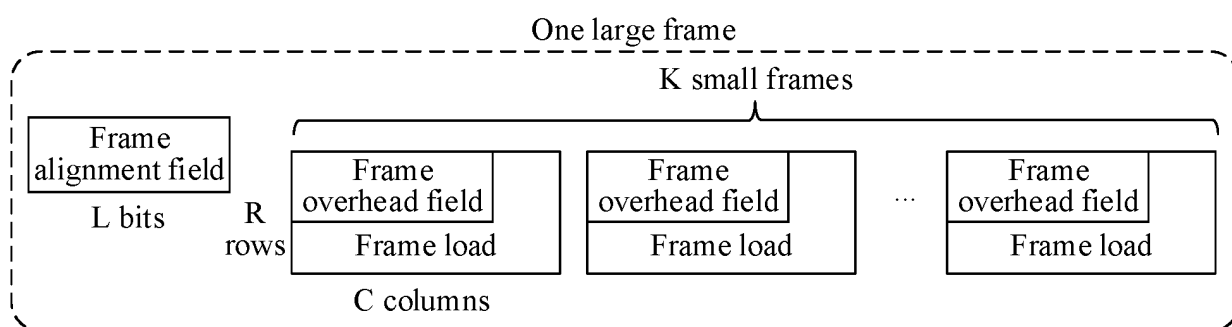 One large frame
K small frames
Frame
alignment field
L bits
R
rows
Frame
overhead field
Frame load
C columns
Frame
overhead field
Frame load
...
Frame
overhead field
Frame load